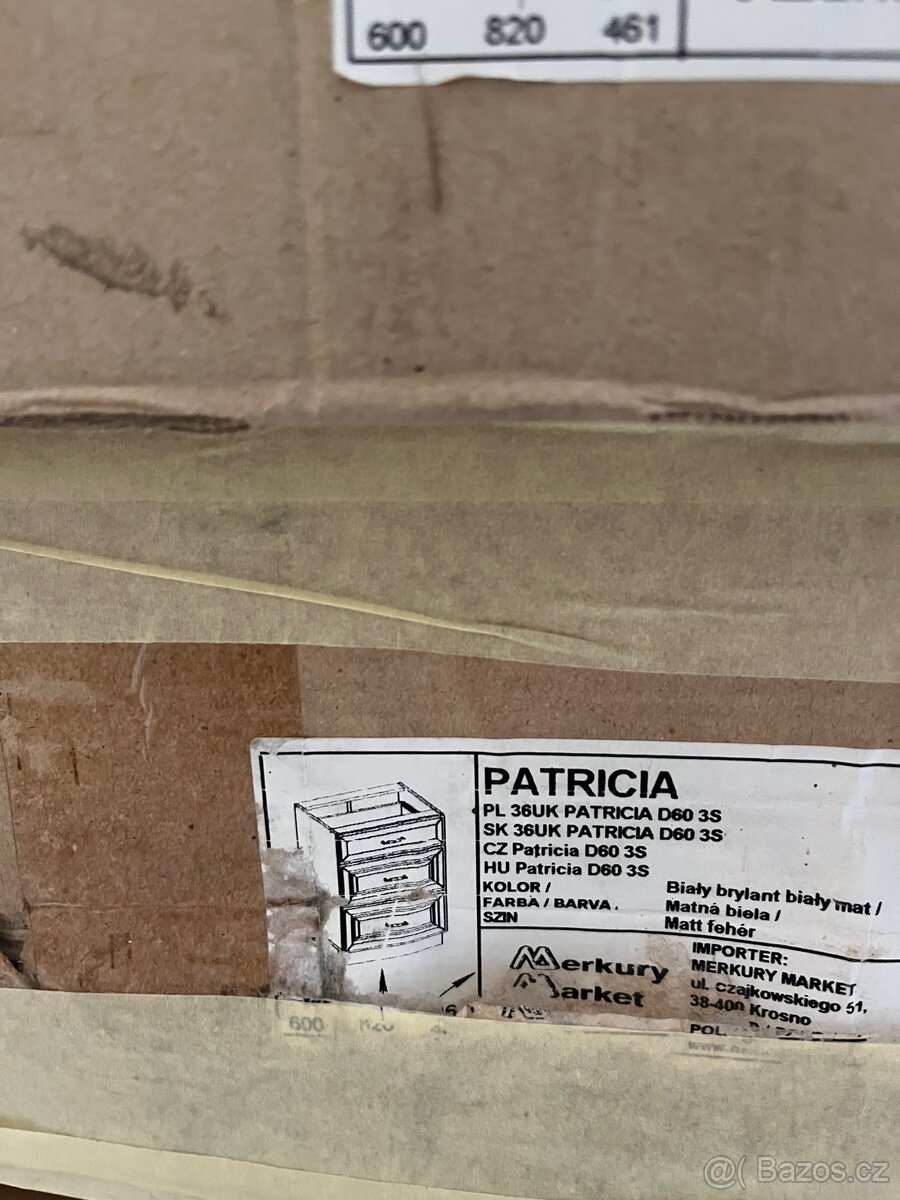 600 820 461
PATRICIA
PL 36UK PATRICIA D60 3S
SK 36UK PATRICIA D60 3S
CZ Patricia D60 3S
HU Patricia D60 3S
KOLOR /
FARBA / BARVA
SZIN
Biały brylant biały mat /
Matná biela /
Matt fehér
Merkury
Market
IMPORTER:
MERKURY MARKET
ul. czajkowskiego 51,
38-400 Krosno
600
@( Bazos.cz